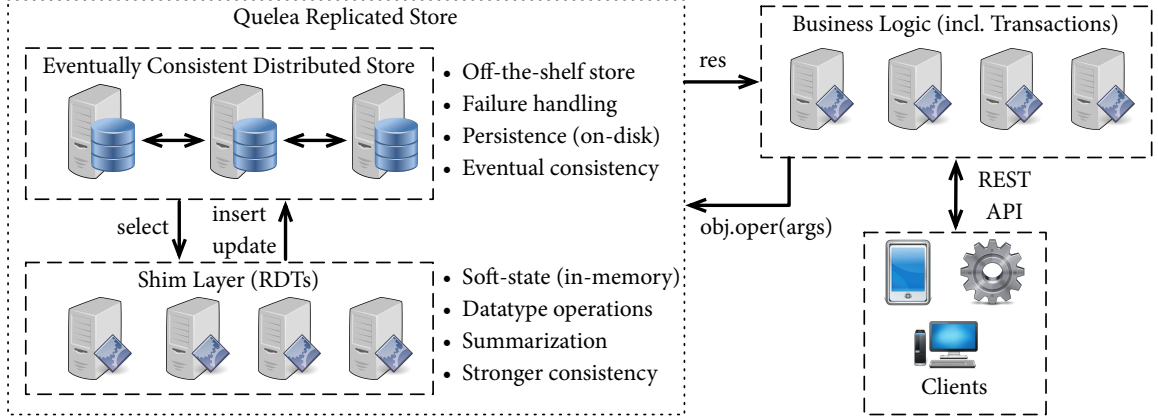 Quelea Replicated Store
Eventually Consistent Distributed Store
• Off-the-shelf store
• Failure handling
• Persistence (on-disk)
• Eventual consistency
select
insert
update
Shim Layer (RDTs)
• Soft-state (in-memory)
• Datatype operations
• Summarization
• Stronger consistency
res
obj.oper(args)
Business Logic (incl. Transactions)
REST
API
Clients